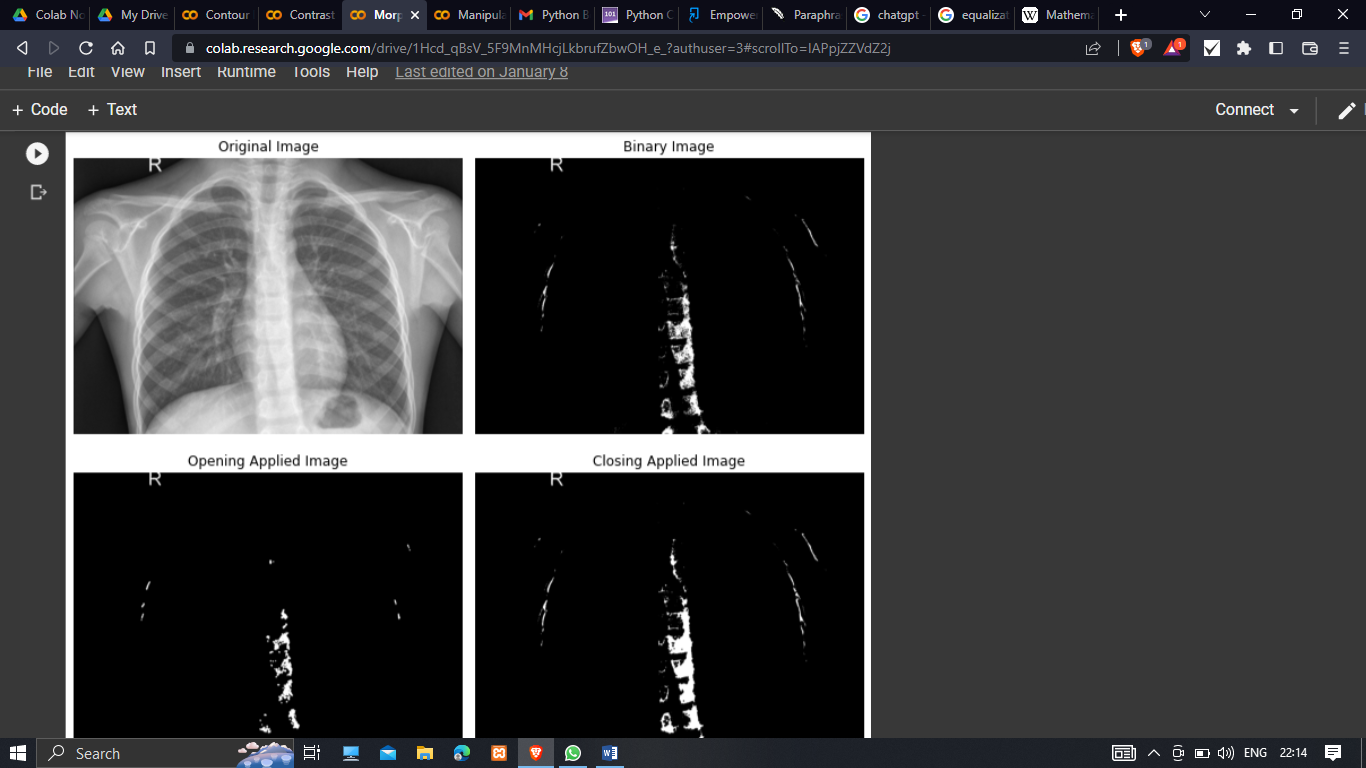 Colab No
My Drive
Contour
Contrast
Morp
Manipula
Python B
Python C
Empower
Paraphra
chatgpt -
equalizat
Mathema
colab.research.google.com/drive/1Hcd_qBsV_5F9MnMHcjLkbrufZbwOH_e_?authuser=3#scrollTo=IAPpjZZVdZ2j
1
1
File Edit View Insert Runtime Tools Help Last edited on January 8
+ Code + Text
Connect
Original Image
Binary Image
R
R
Opening Applied Image
Closing Applied Image
R
R
Search
ENG
22:14